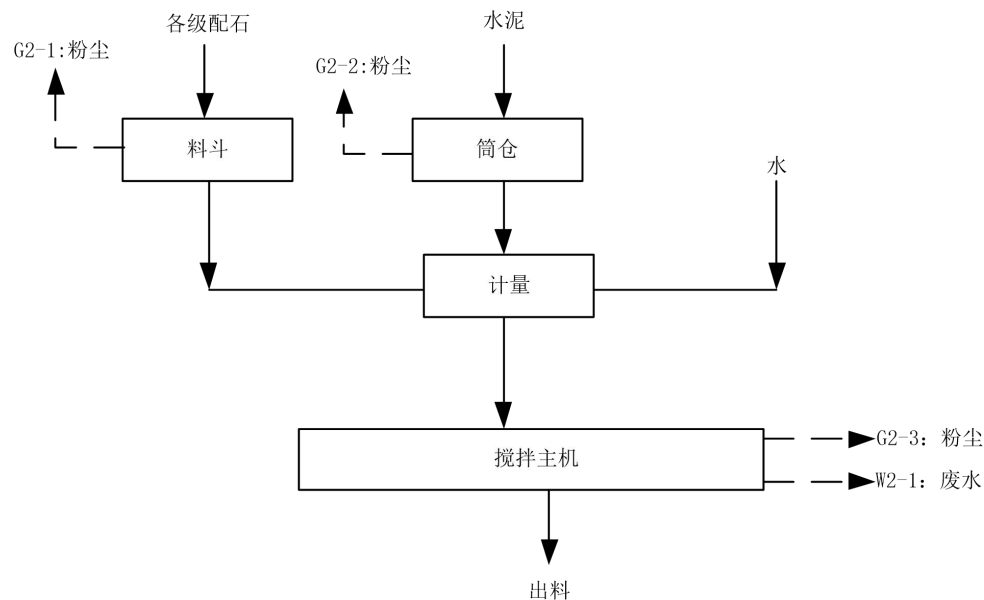 各级配石
水泥
G2-1:粉尘
G2-2:粉尘
料斗
筒仓
水
计量
搅拌主机
G2-3：粉尘
W2-1：废水
出料